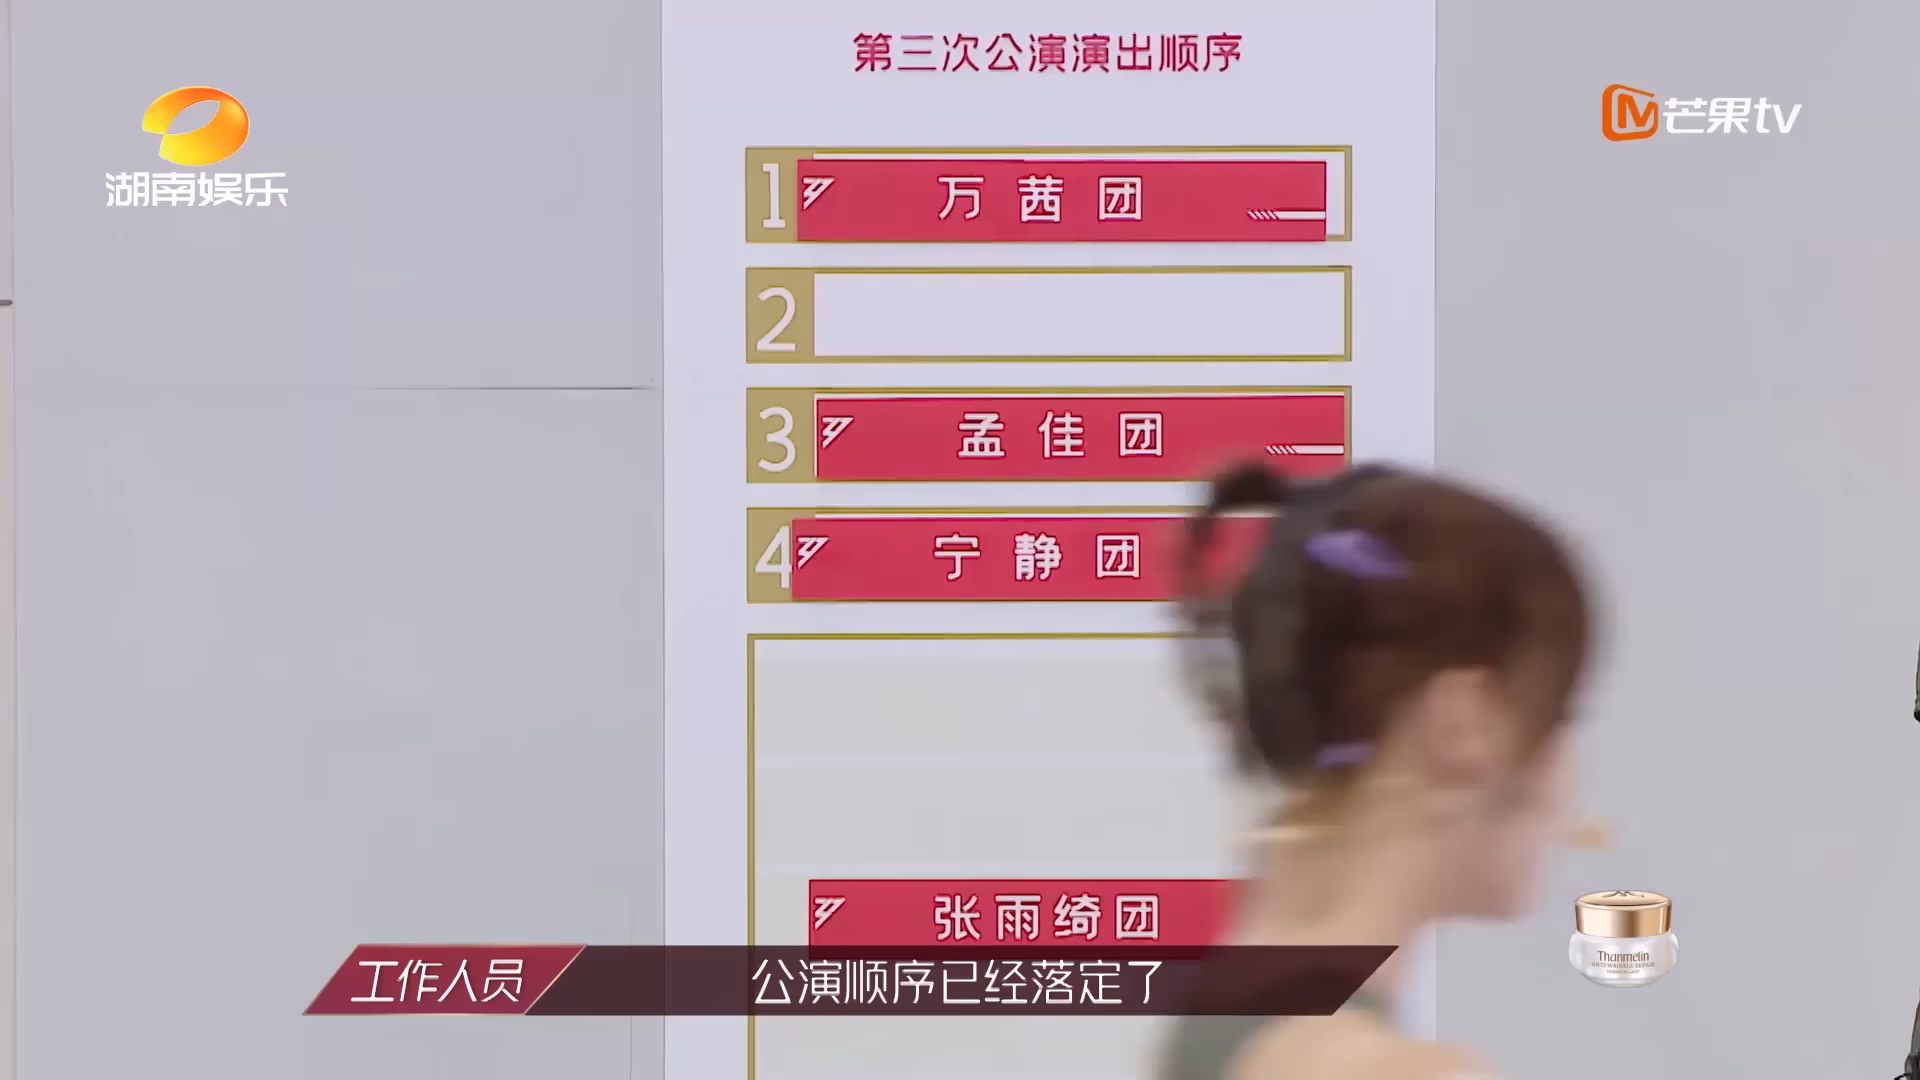 第三次公演演出顺序
湖南娱乐
芒果tv
1 万茜团
2
3 孟佳团
4 宁静团
张雨绮团
工作人员 公演顺序已经落定了
Thanmelin